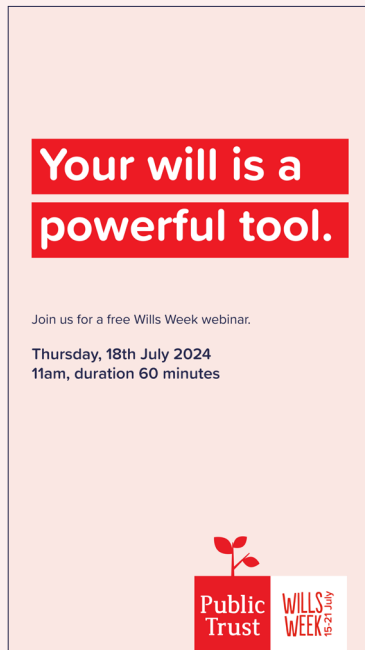 Your will is a
powerful tool.
Join us for a free Wills Week webinar.
Thursday, 18th July 2024
11am, duration 60 minutes
Public
Trust
WILLS
WEEK
15-21 July